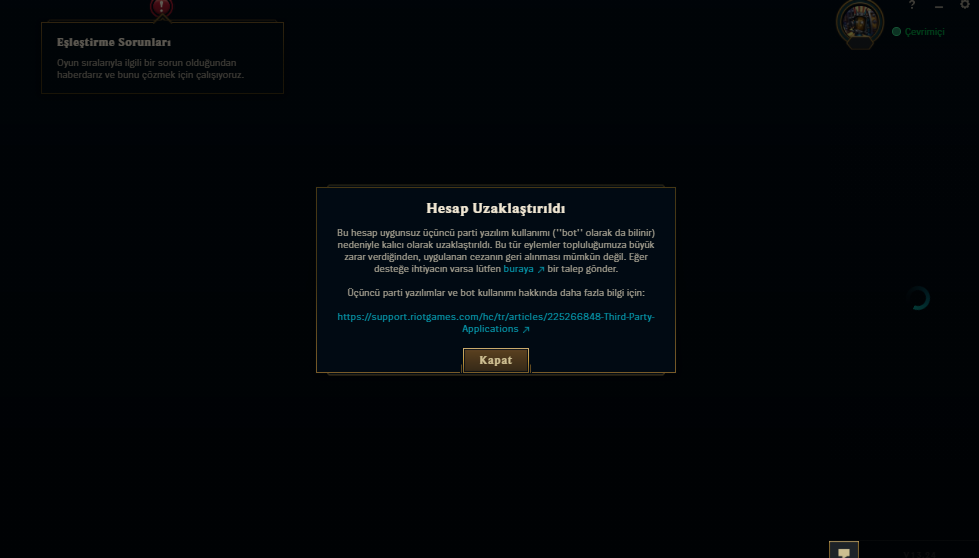 ?
Çevrimiçi
Eşleştirme Sorunları
Oyun sıralarıyla ilgili bir sorun olduğundan
haberdarız ve bunu çözmek için çalışıyoruz.
Hesap Uzaklaştırıldı
Bu hesap uygunsuz üçüncü parti yazılım kullanımı (''bot'' olarak da bilinir)
nedeniyle kalıcı olarak uzaklaştırıldı. Bu tür eylemler topluluğumuza büyük
zarar verdiğinden, uygulanan cezanın geri alınması mümkün değil. Eğer
desteğe ihtiyacın varsa lütfen buraya bir talep gönder.
Üçüncü parti yazılımlar ve bot kullanımı hakkında daha fazla bilgi için:
https://support.riotgames.com/hc/tr/articles/225266848-Third-Party-
Applications
Kapat